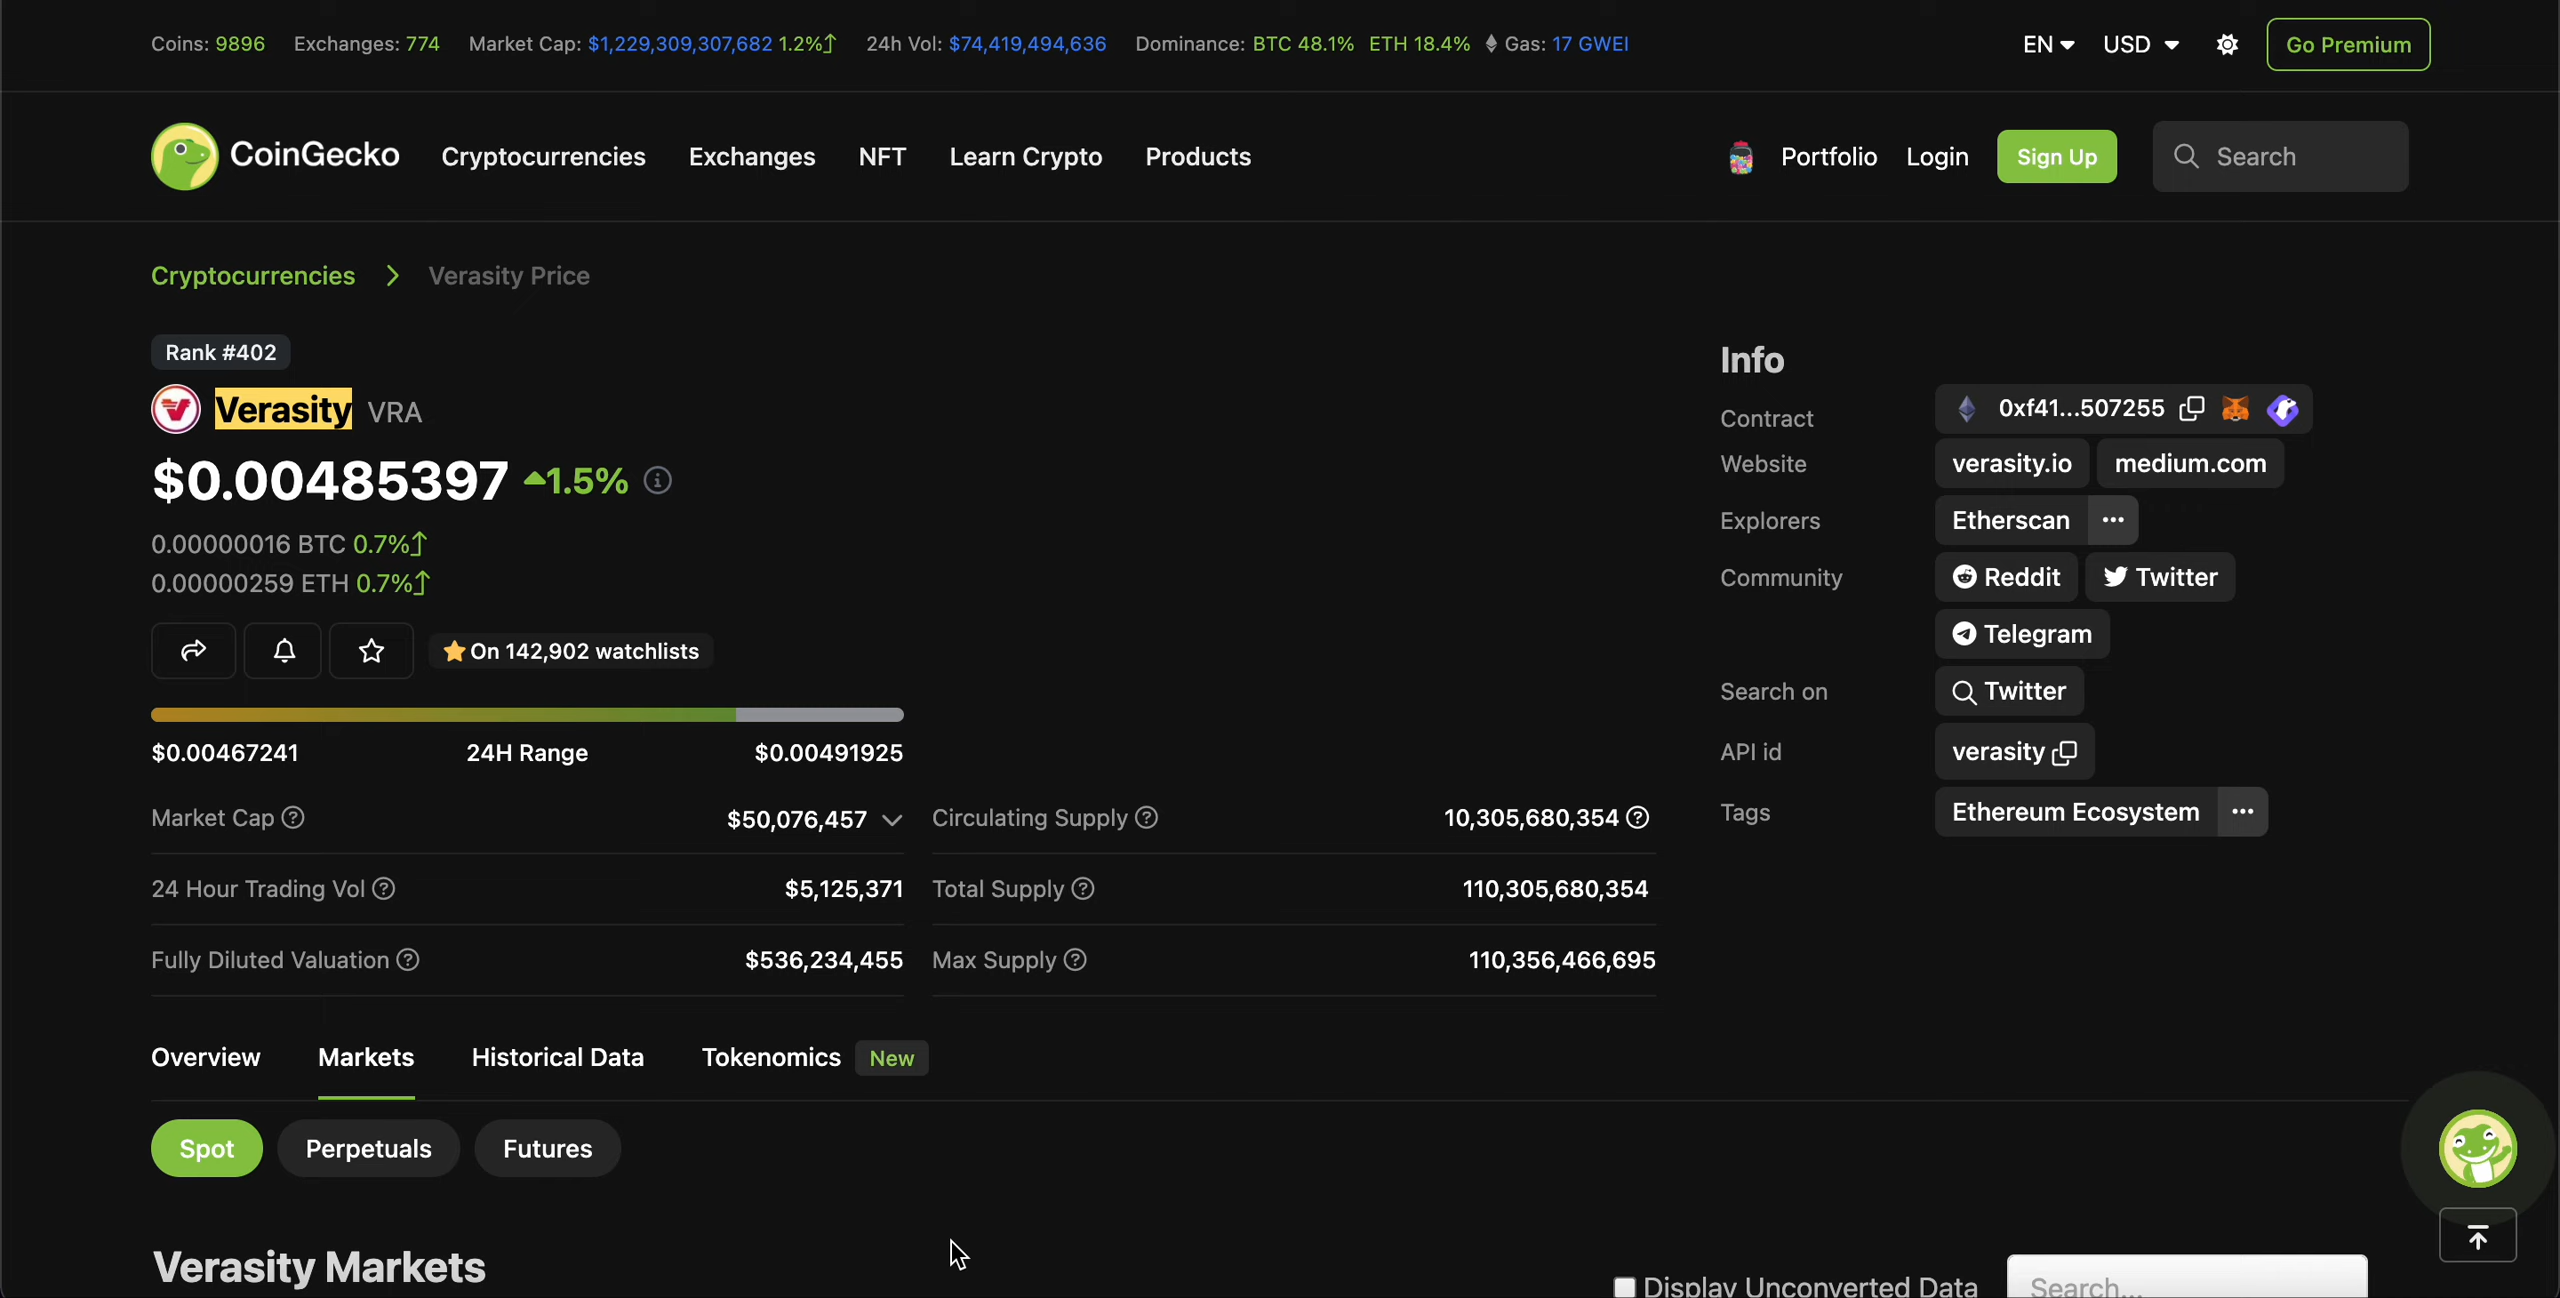 Coins: 9896 Exchanges: 774 Market Cap: $1,229,309,307,682 1.2% 24h Vol: $74,419,494,636 Dominance: BTC 48.1% ETH 18.4% Gas: 17 GWEI EN USD Go Premium
CoinGecko Cryptocurrencies Exchanges NFT Learn Crypto Products Portfolio Login Sign Up Search
Cryptocurrencies > Verasity Price
Rank #402
Verasity VRA
$0.00485397 1.5%
0.00000016 BTC 0.7%
0.00000259 ETH 0.7%
On 142,902 watchlists
$0.00467241 24H Range $0.00491925
Market Cap $50,076,457
24 Hour Trading Vol $5,125,371
Fully Diluted Valuation $536,234,455
Circulating Supply 10,305,680,354
Total Supply 110,305,680,354
Max Supply 110,356,466,695
Info
Contract 0xf41...507255
Website verasity.io medium.com
Explorers Etherscan ...
Community Reddit Twitter
Telegram
Search on Twitter
API id verasity
Tags Ethereum Ecosystem ...
Overview Markets Historical Data Tokenomics New
Spot Perpetuals Futures
Verasity Markets
Display Unconverted Data Search...